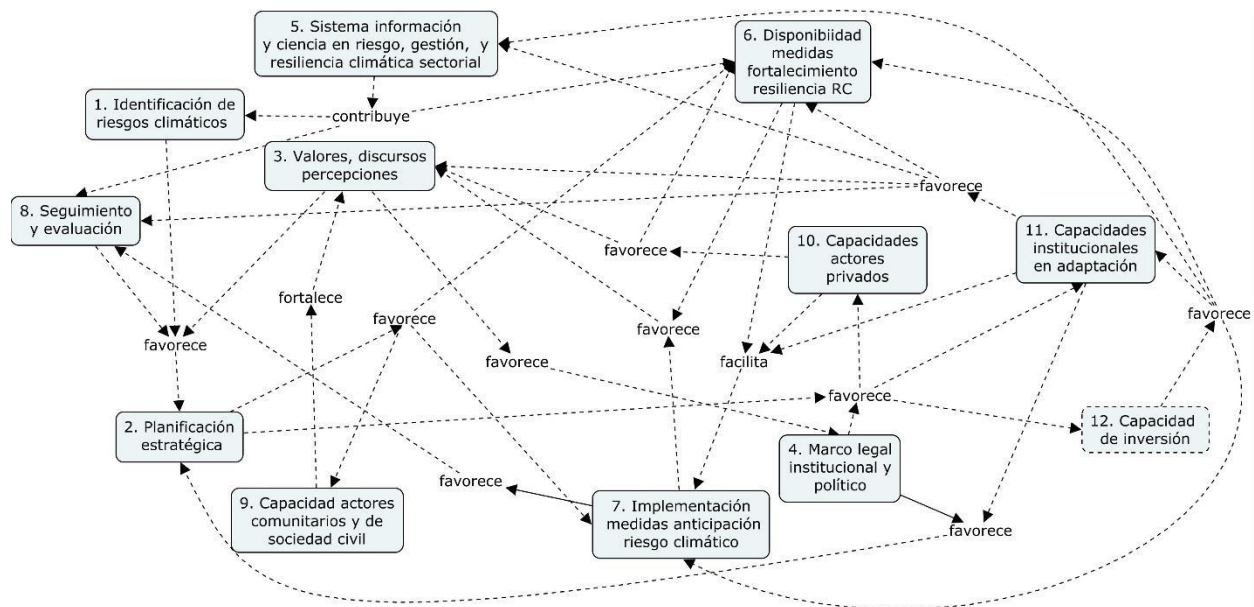 5. Sistema información
y ciencia en riesgo, gestión, y
resiliencia climática sectorial
6. Disponibiidad
medidas
fortalecimiento
resiliencia RC
1. Identificación de
riesgos climáticos
contribuye
3. Valores, discursos
percepciones
favorece
8. Seguimiento
y evaluación
11. Capacidades
institucionales
en adaptación
10. Capacidades
actores
privados
favorece
fortalece
favorece
favorece
favorece
favorece
favorece
facilita
favorece
2. Planificación
estratégica
12. Capacidad
de inversión
4. Marco legal
institucional y
político
favorece
9. Capacidad actores
comunitarios y de
sociedad civil
7. Implementación
medidas anticipación
riesgo climático
favorece